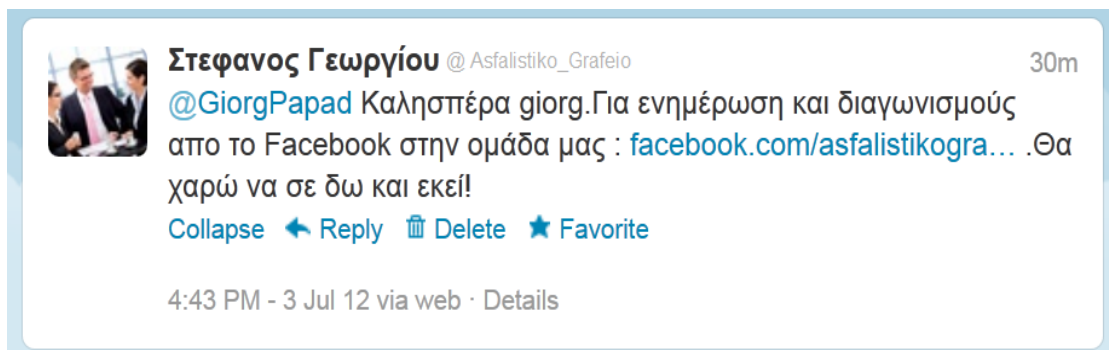 Στεφανος Γεωργίου @Asfalistiko_Grafeio 30m
@GiorgPapad Καλησπέρα giorg.Για ενημέρωση και διαγωνισμούς
απο το Facebook στην ομάδα μας : facebook.com/asfalistikogra… .Θα
χαρώ να σε δω και εκεί!
Collapse Reply Delete Favorite
4:43 PM - 3 Jul 12 via web · Details